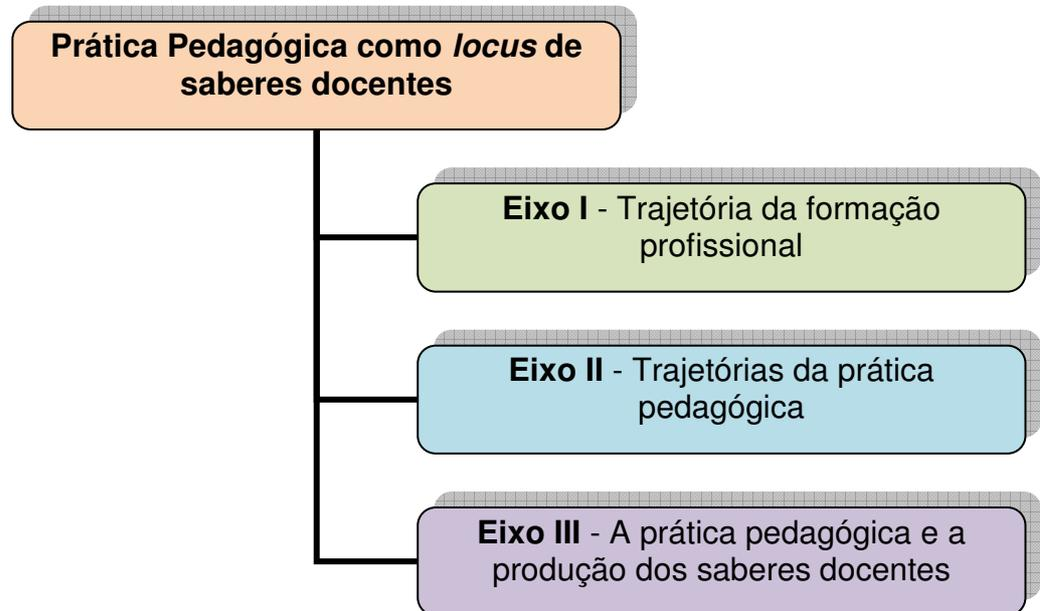 Prática Pedagógica como locus de
saberes docentes
Eixo I - Trajetória da formação
profissional
Eixo II - Trajetórias da prática
pedagógica
Eixo III - A prática pedagógica e a
produção dos saberes docentes